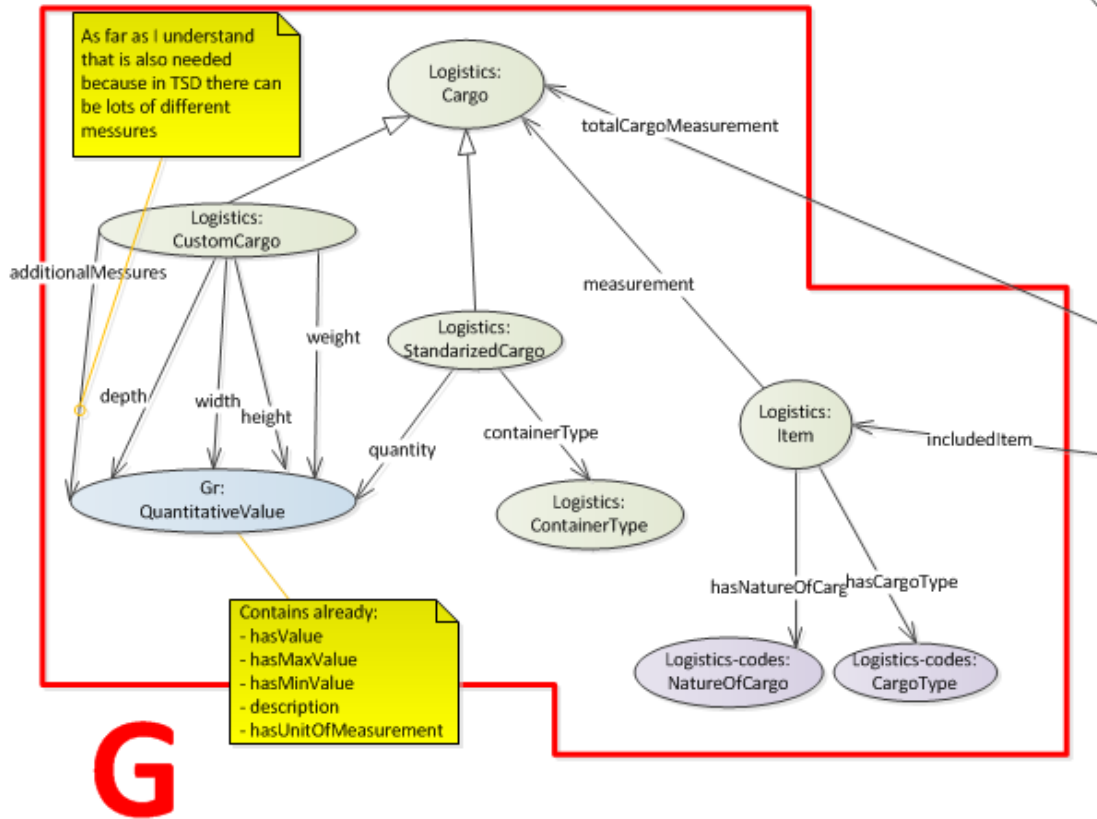 As far as I understand
that is also needed
because in TSD there can
be lots of different
messures
Logistics:
Cargo
totalCargoMeasurement
Logistics:
CustomCargo
additionalMessures
measurement
weight
Logistics:
StandarizedCargo
depth
width
height
quantity
containerType
Logistics:
Item
includedItem
Gr:
QuantitativeValue
Logistics:
ContainerType
hasNatureOfCarg
hasCargoType
Contains already:
- hasValue
- hasMaxValue
- hasMinValue
- description
- hasUnitOfMeasurement
Logistics-codes:
NatureOfCargo
Logistics-codes:
CargoType
G